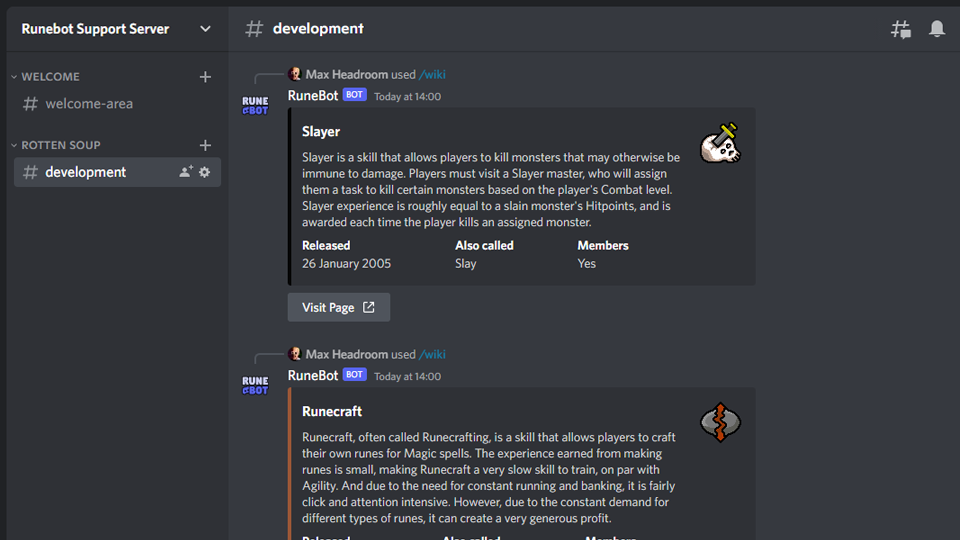 Runebot Support Server
development
WELCOME
welcome-area
ROTTEN SOUP
development
Max Headroom used /wiki
RUNE
BOT
RuneBot BOT Today at 14:00
Slayer
Slayer is a skill that allows players to kill monsters that may otherwise be
immune to damage. Players must visit a Slayer master, who will assign
them a task to kill certain monsters based on the player's Combat level.
Slayer experience is roughly equal to a slain monster's Hitpoints, and is
awarded each time the player kills an assigned monster.
Released Also called Members
26 January 2005 Slay Yes
Visit Page
Max Headroom used /wiki
RUNE
BOT
RuneBot BOT Today at 14:00
Runecraft
Runecraft, often called Runecrafting, is a skill that allows players to craft
their own runes for Magic spells. The experience earned from making
runes is small, making Runecraft a very slow skill to train, on par with
Agility. And due to the need for constant running and banking, it is fairly
click and attention intensive. However, due to the constant demand for
different types of runes, it can create a very generous profit.
Released Also called Members